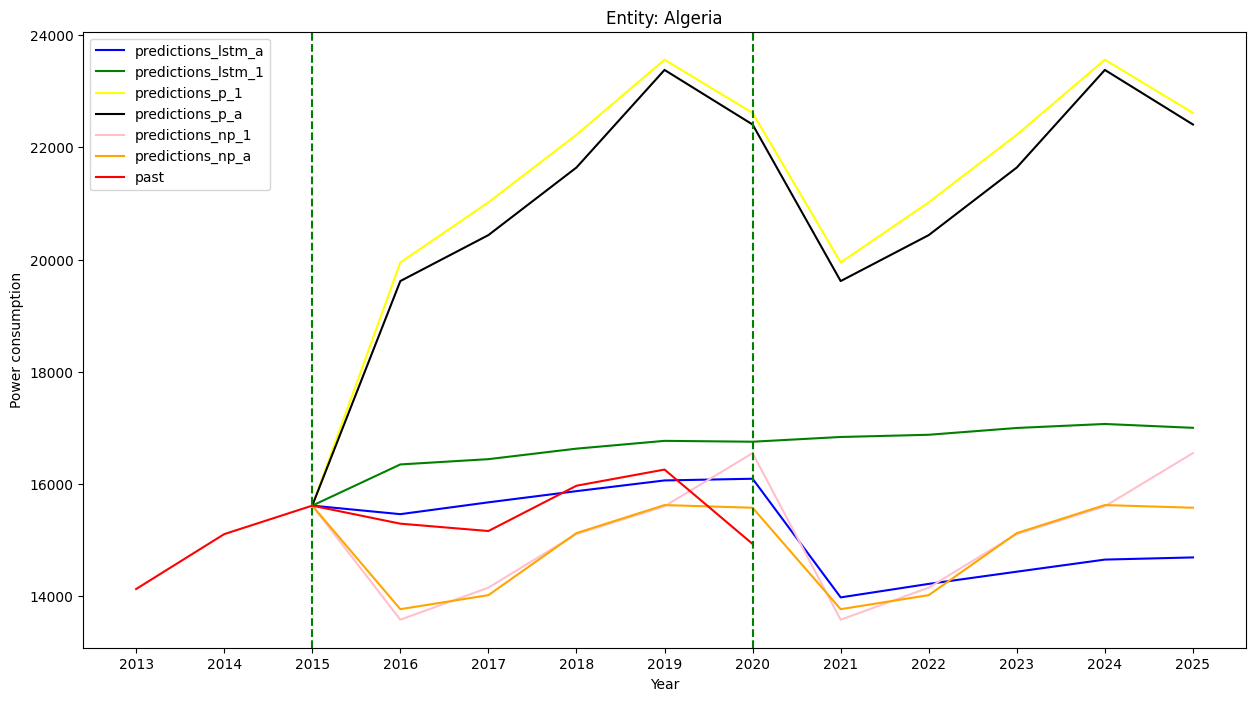 Entity: Algeria
predictions_lstm_a
predictions_lstm_1
predictions_p_1
predictions_p_a
predictions_np_1
predictions_np_a
past
24000
22000
20000
18000
16000
14000
Power consumption
2013 2014 2015 2016 2017 2018 2019 2020 2021 2022 2023 2024 2025
Year